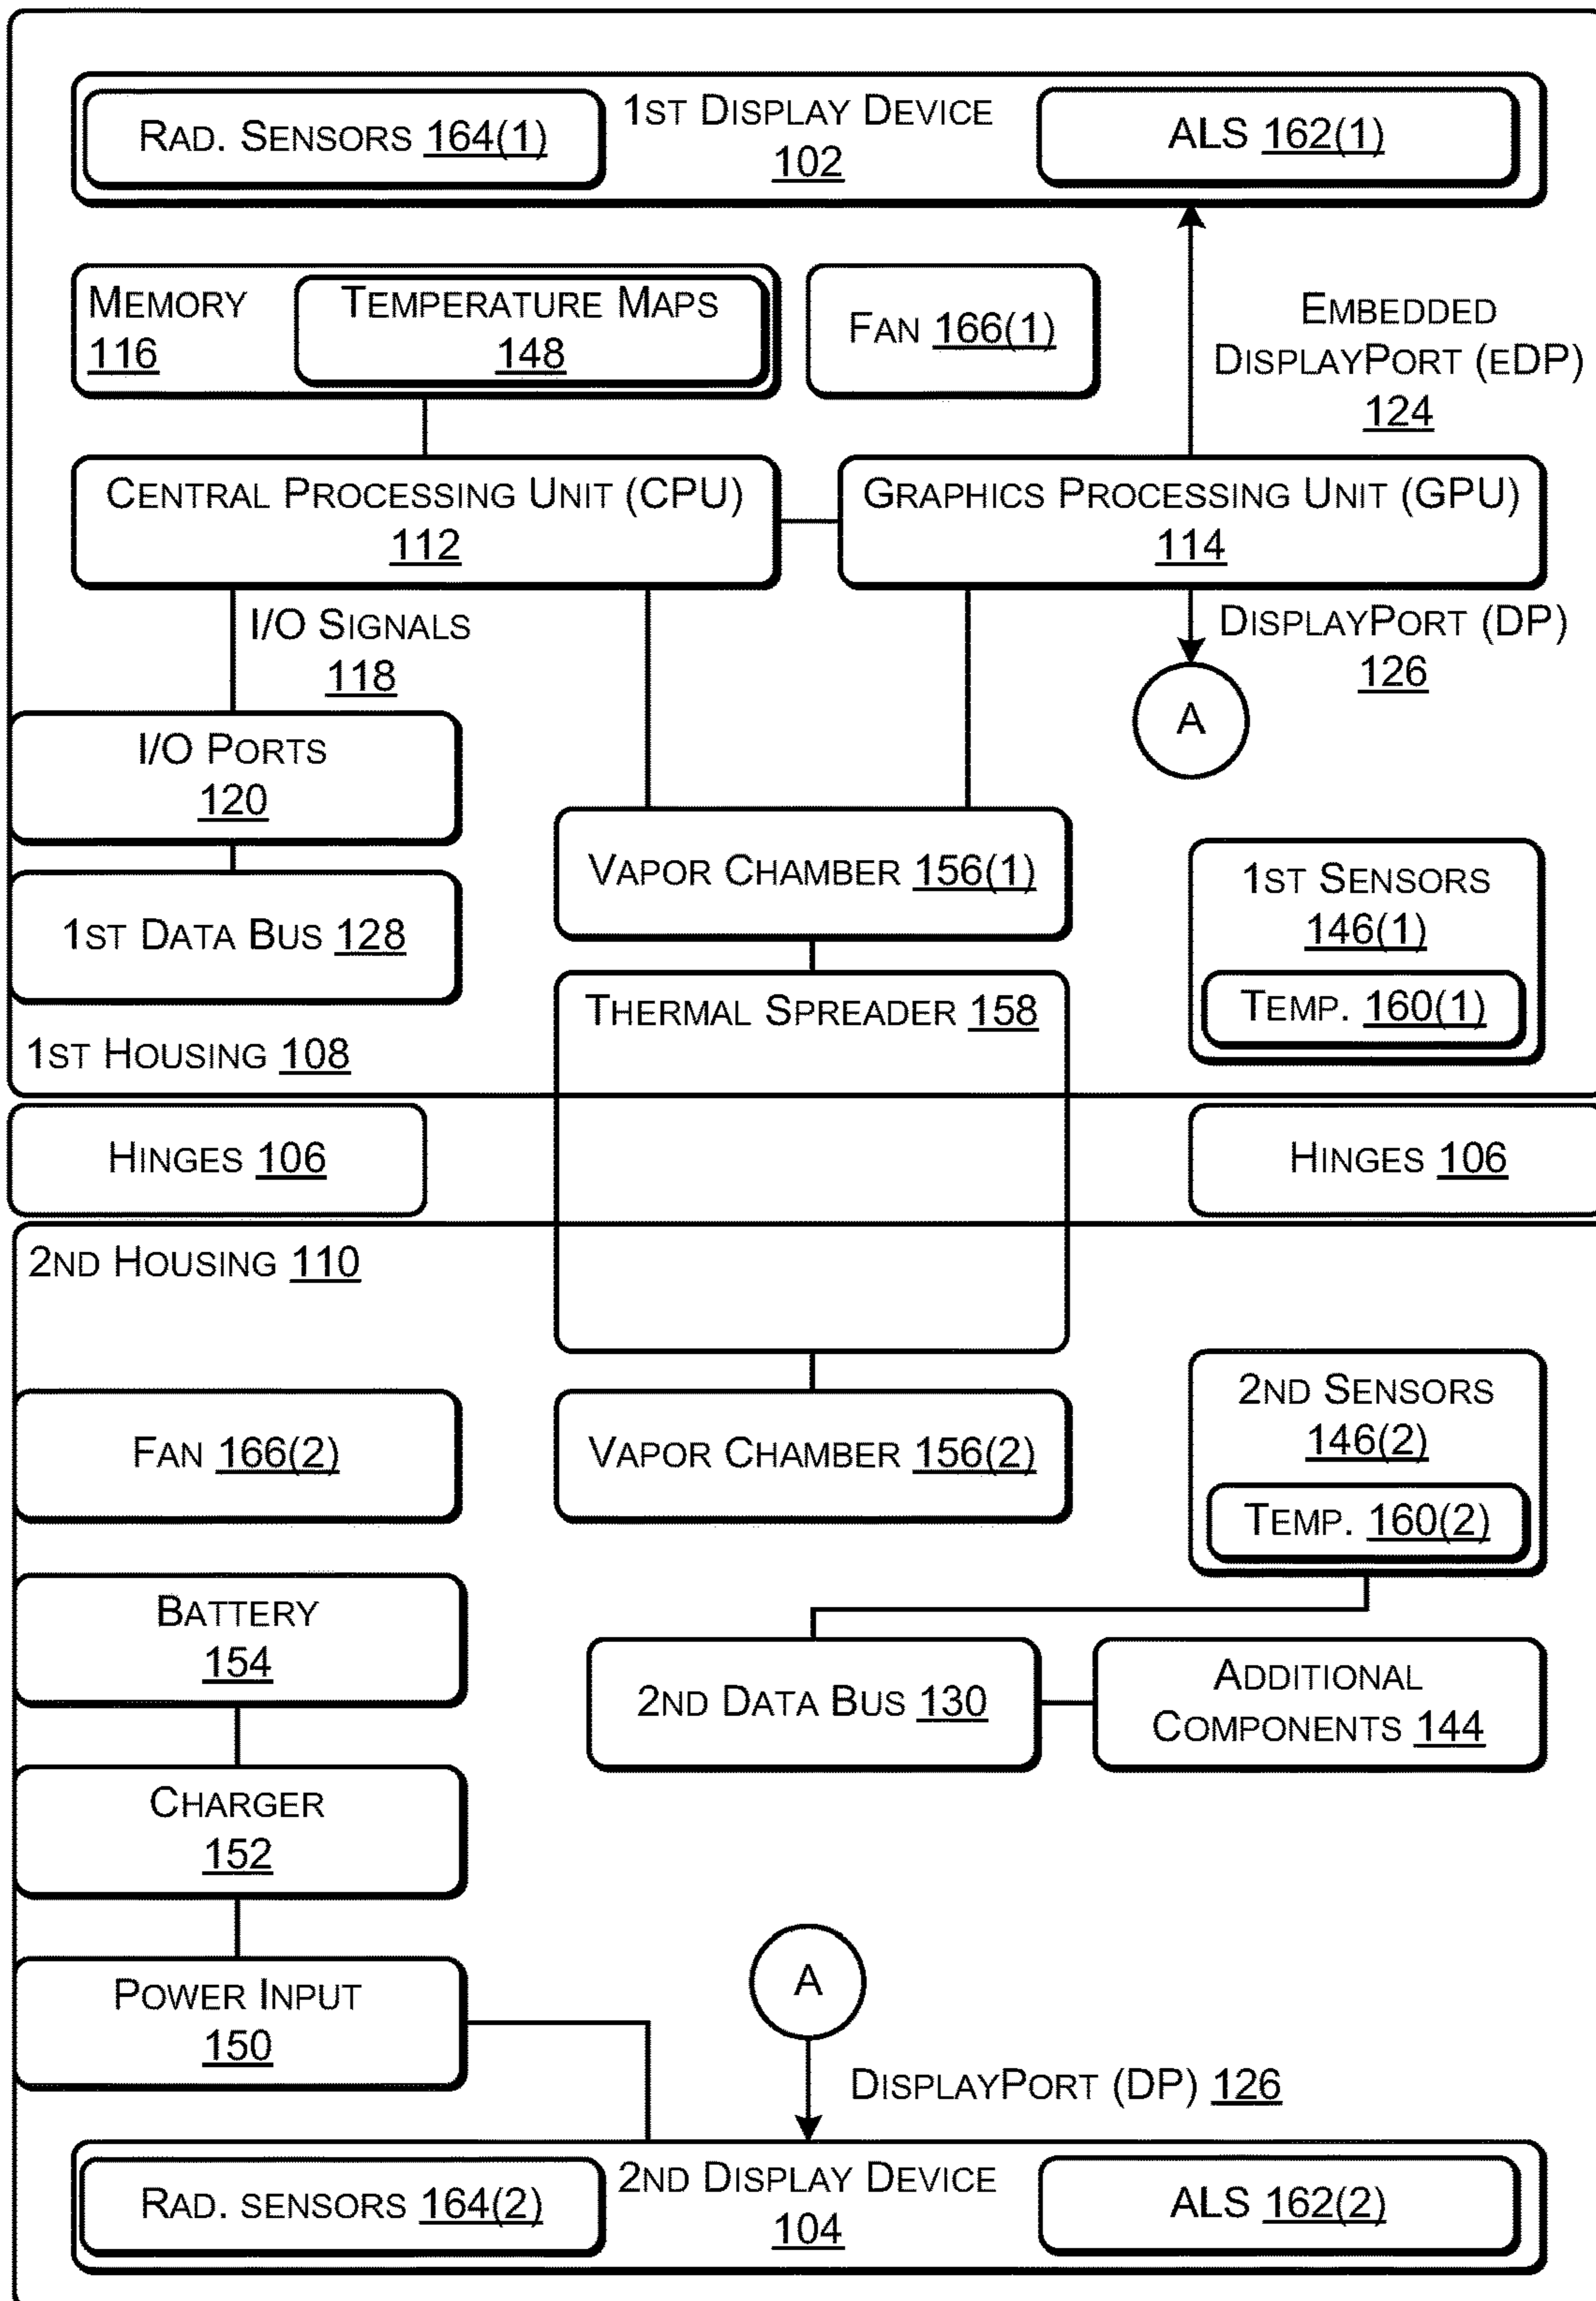 RAD. SENSORS 164(1)
1ST DISPLAY DEVICE
102
ALS 162(1)
MEMORY
116
TEMPERATURE MAPS
148
FAN 166(1)
EMBEDDED
DISPLAYPORT (EDP)
124
CENTRAL PROCESSING UNIT (CPU)
112
GRAPHICS PROCESSING UNIT (GPU)
114
I/O SIGNALS
118
DISPLAYPORT (DP)
126
A
I/O PORTS
120
VAPOR CHAMBER 156(1)
1ST SENSORS
146(1)
TEMP. 160(1)
1ST DATA BUS 128
THERMAL SPREADER 158
1ST HOUSING 108
HINGES 106
HINGES 106
2ND HOUSING 110
FAN 166(2)
VAPOR CHAMBER 156(2)
2ND SENSORS
146(2)
TEMP. 160(2)
BATTERY
154
2ND DATA BUS 130
ADDITIONAL
COMPONENTS 144
CHARGER
152
POWER INPUT
150
A
DISPLAYPORT (DP) 126
RAD. SENSORS 164(2)
2ND DISPLAY DEVICE
104
ALS 162(2)